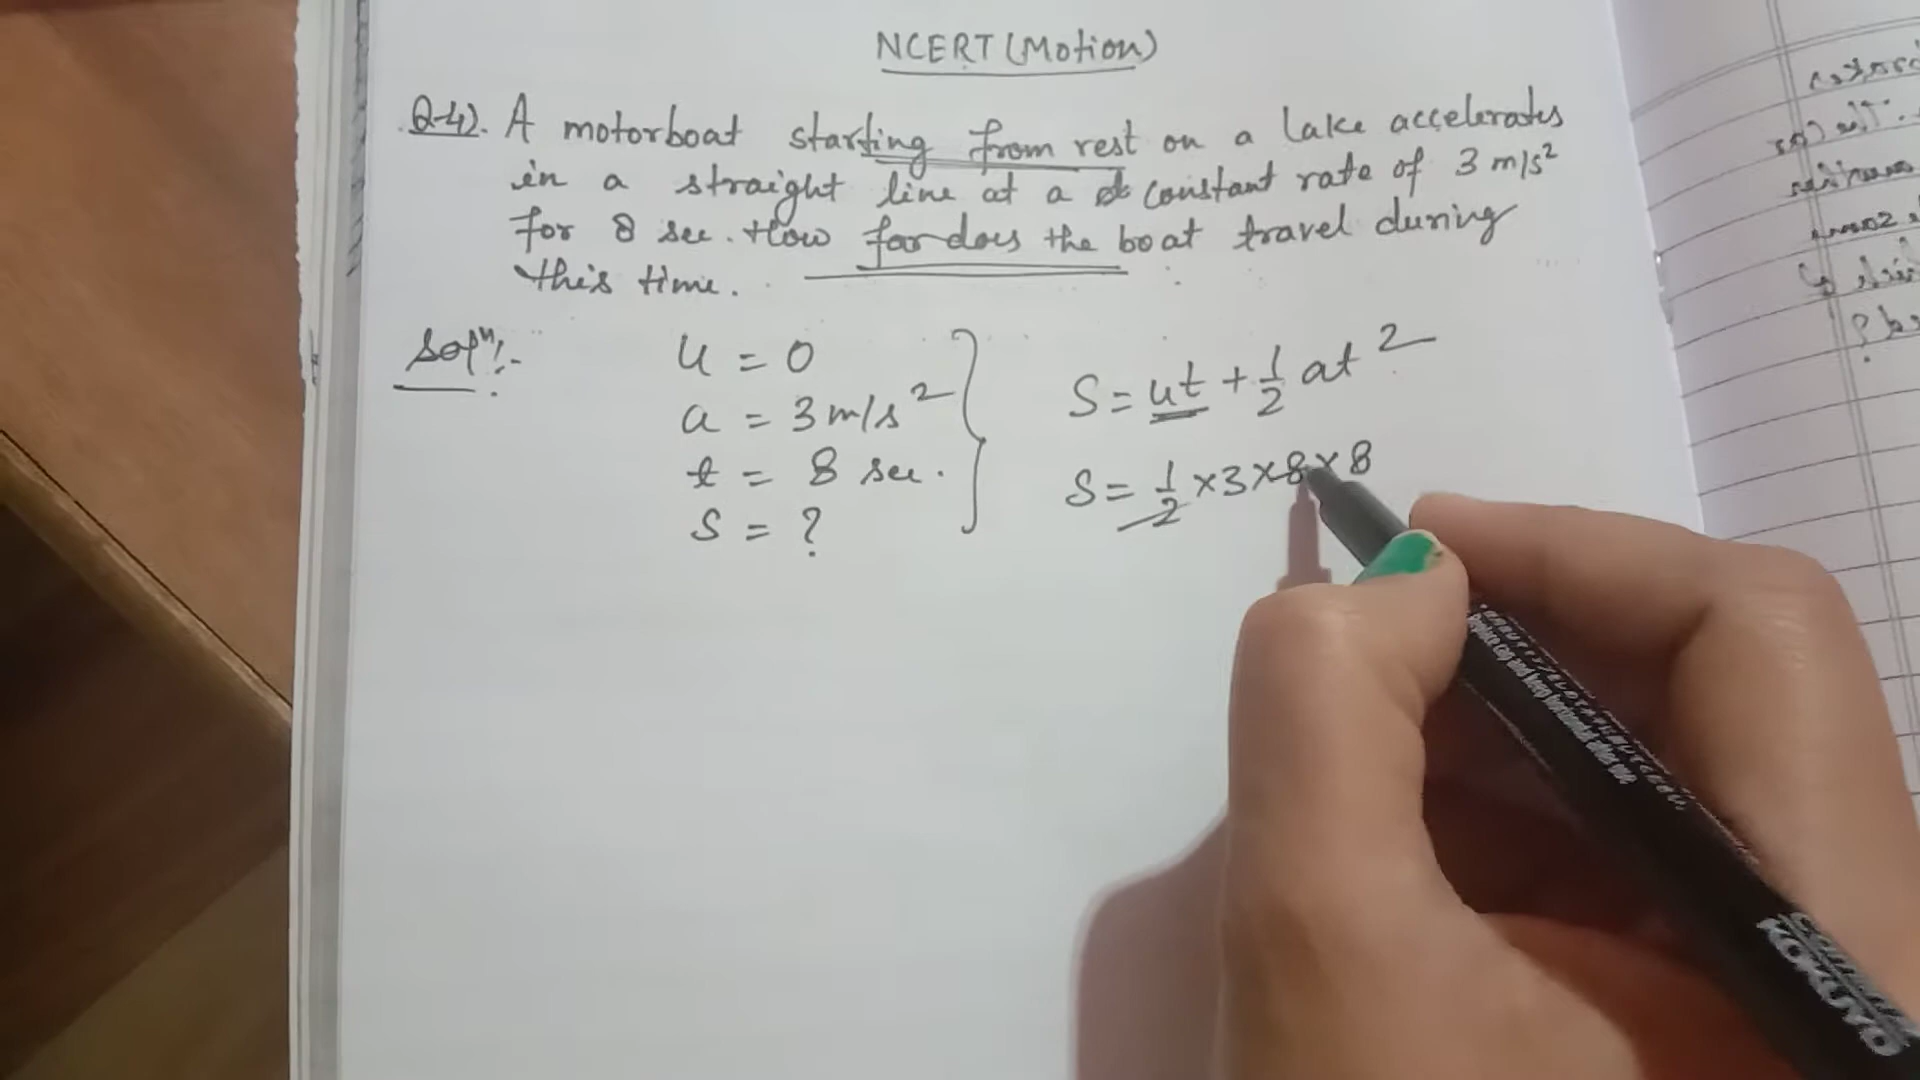 NCERT (Motion)
Q-4). A motorboat starting from rest on a lake accelerates
in a straight line at a constant rate of 3 m/s²
for 8 sec. How far does the boat travel during
this time.
Solⁿ:-
u = 0
a = 3 m/s²
t = 8 sec.
S = ?
S = ut + 1/2 at²
S = 1/2 × 3 × 8 × 8
KOKUYO